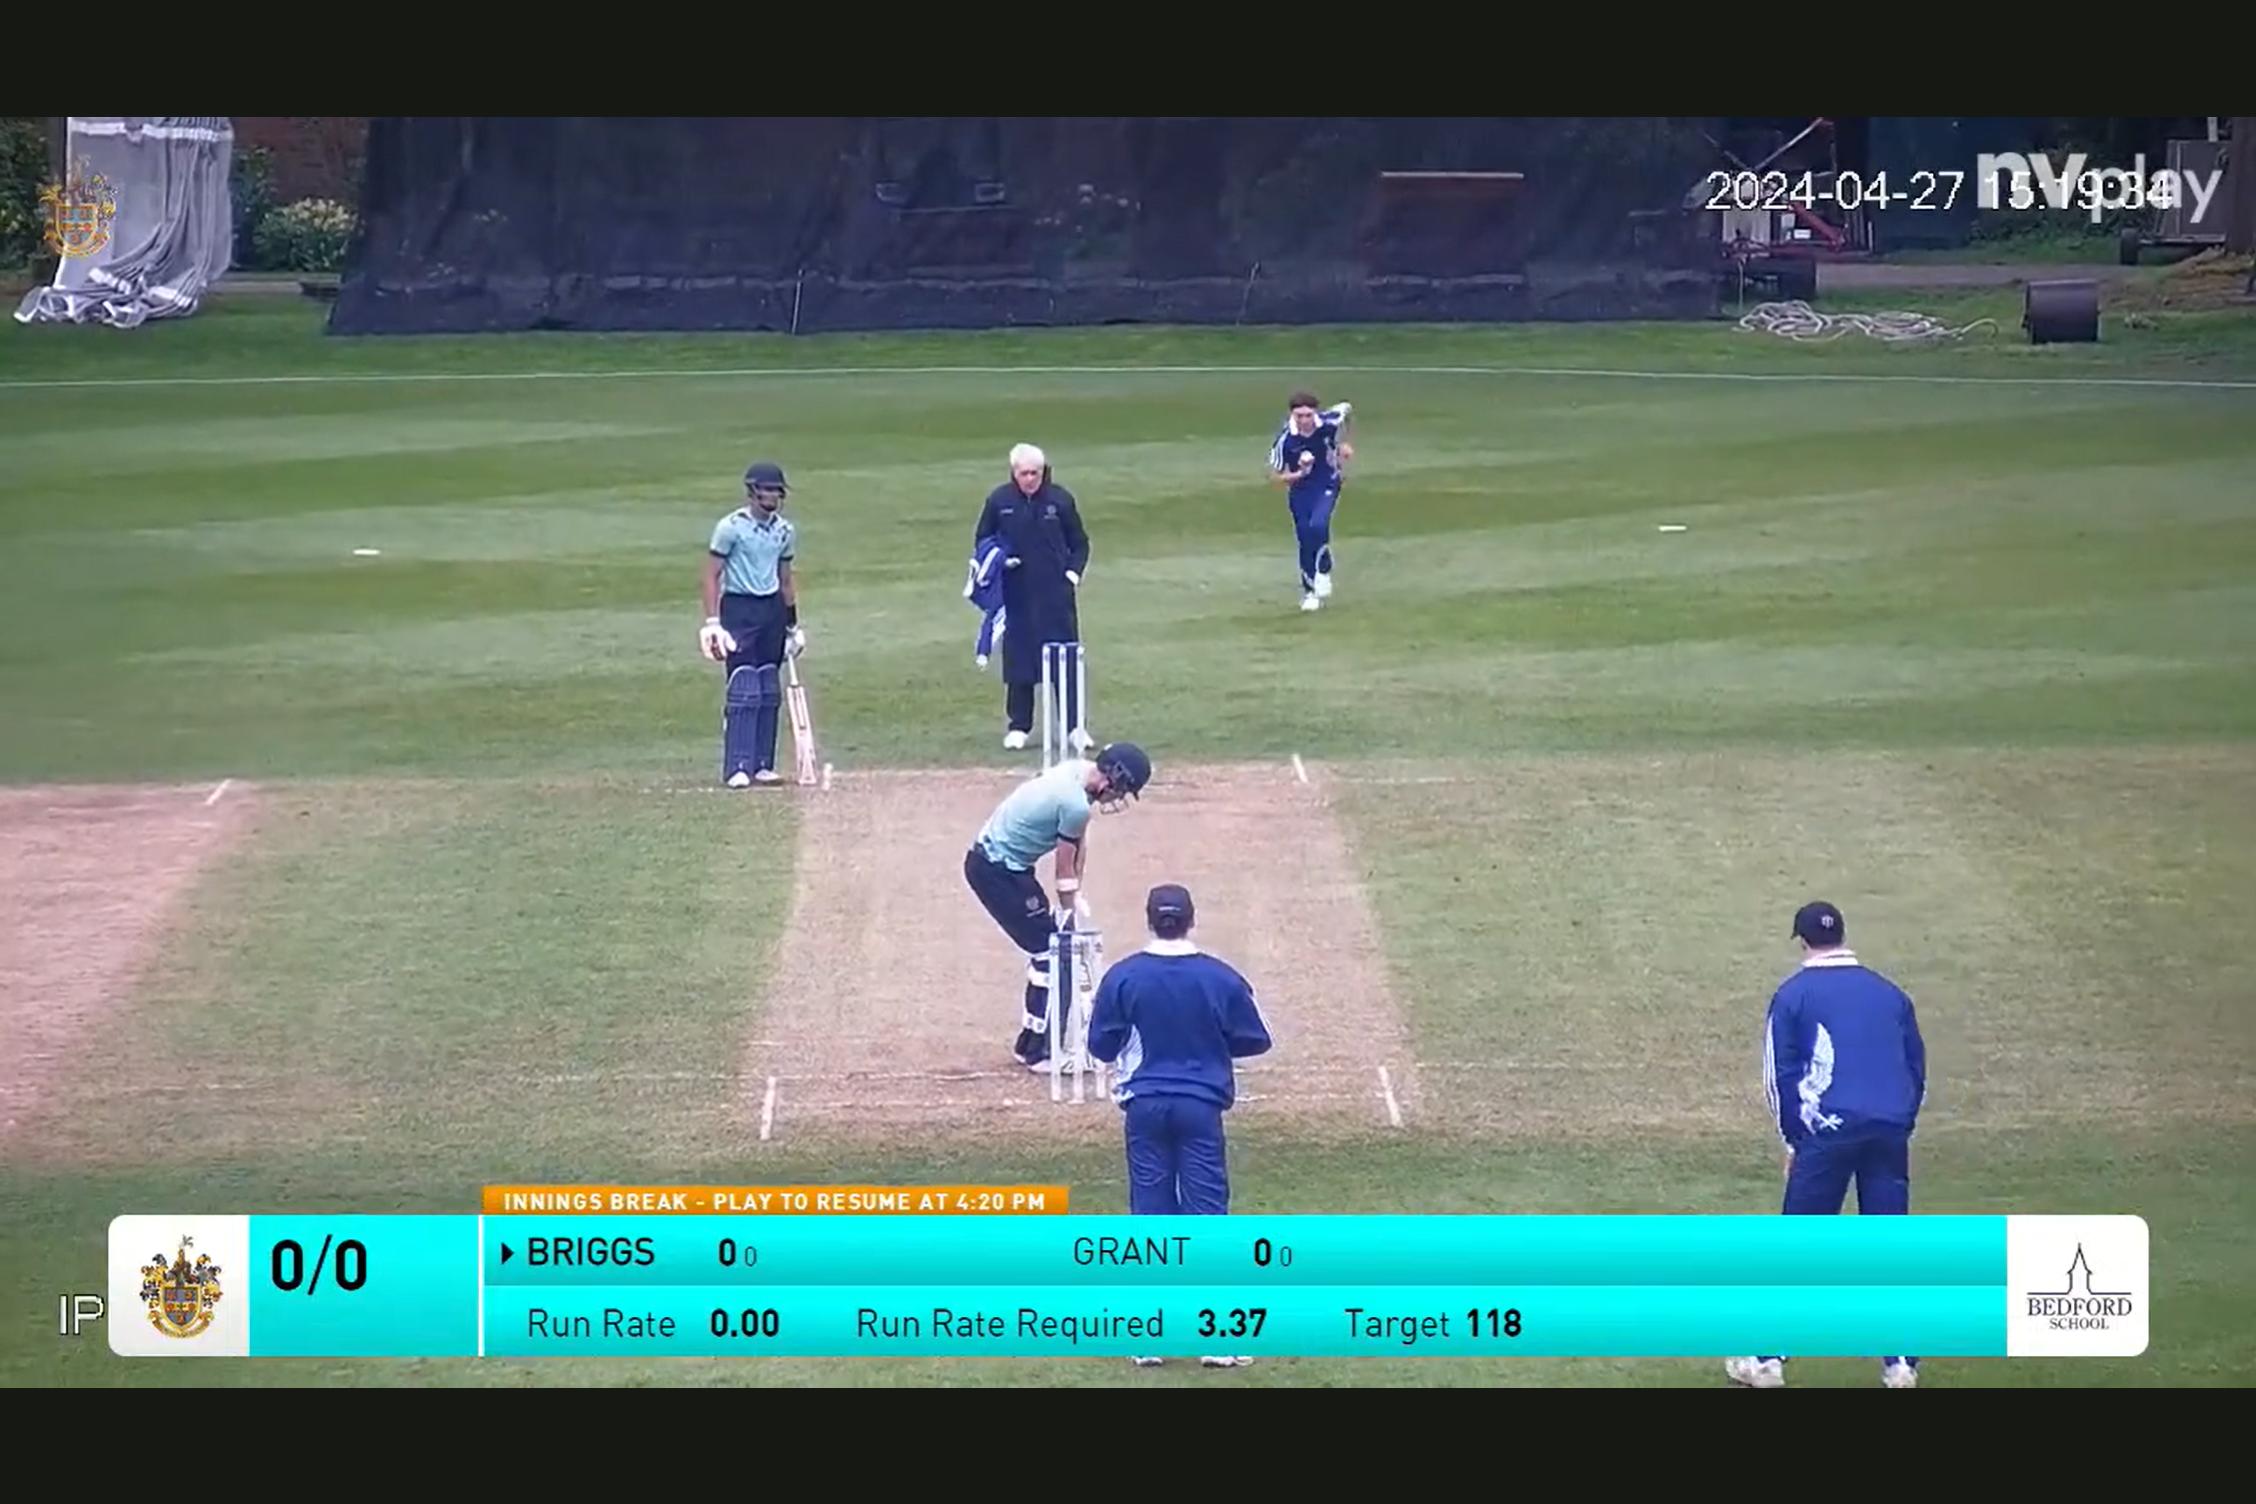 2024-04-27 15:19:34
nvplay
INNINGS BREAK - PLAY TO RESUME AT 4:20 PM
0/0
BRIGGS 0 0 GRANT 0 0
IP
Run Rate 0.00 Run Rate Required 3.37 Target 118
BEDFORD
SCHOOL